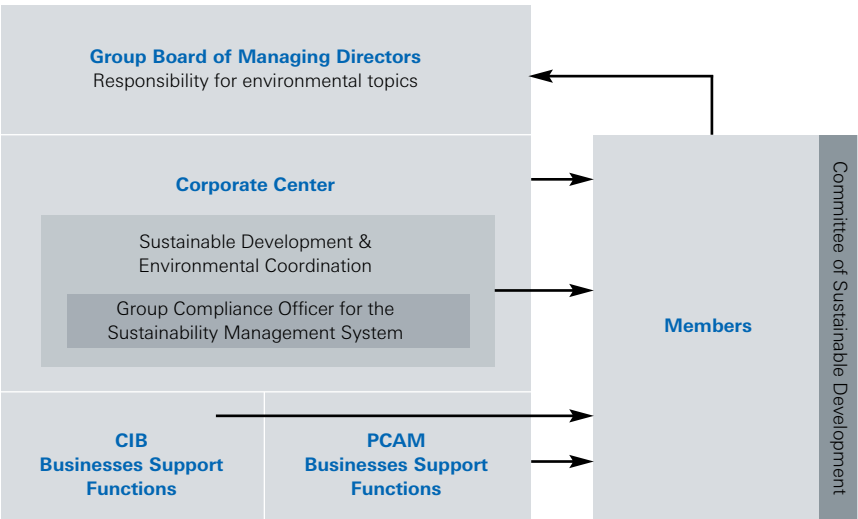 Group Board of Managing Directors
Responsibility for environmental topics
Corporate Center
Sustainable Development &
Environmental Coordination
Group Compliance Officer for the
Sustainability Management System
CIB
Businesses Support
Functions
PCAM
Businesses Support
Functions
Members
Committee of Sustainable Development